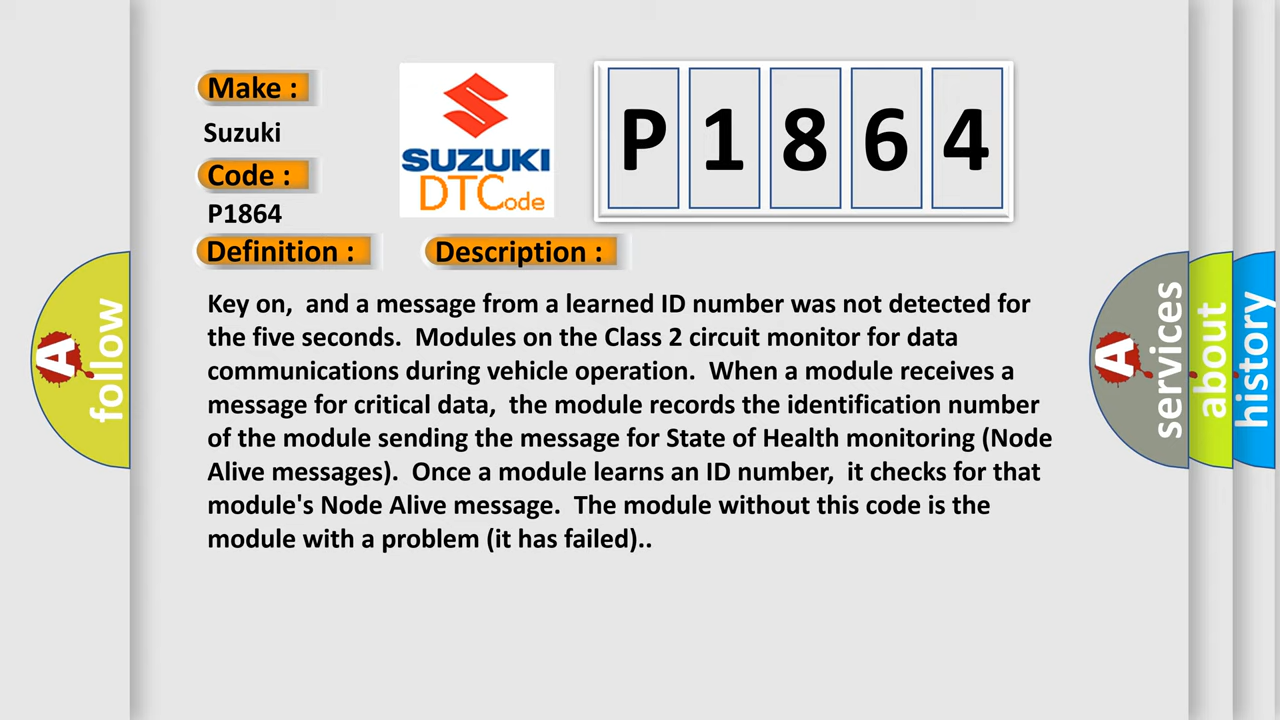 Make :
Suzuki
Code :
P1864
SUZUKI
DTCode
P1864
Definition :
Description :
Key on,  and a message from a learned ID number was not detected for
the five seconds  Modules on the Class 2 circuit monitor for data
communications during vehicle operation  When a module receives a
message for critical data,  the module records the identification number
of the module sending the message for State of Health monitoring (Node
Alive messages)  Once a module learns an ID number,  it checks for that
module's Node Alive message  The module without this code is the
module with a problem (it has failed)..
A follow
A services
about
history